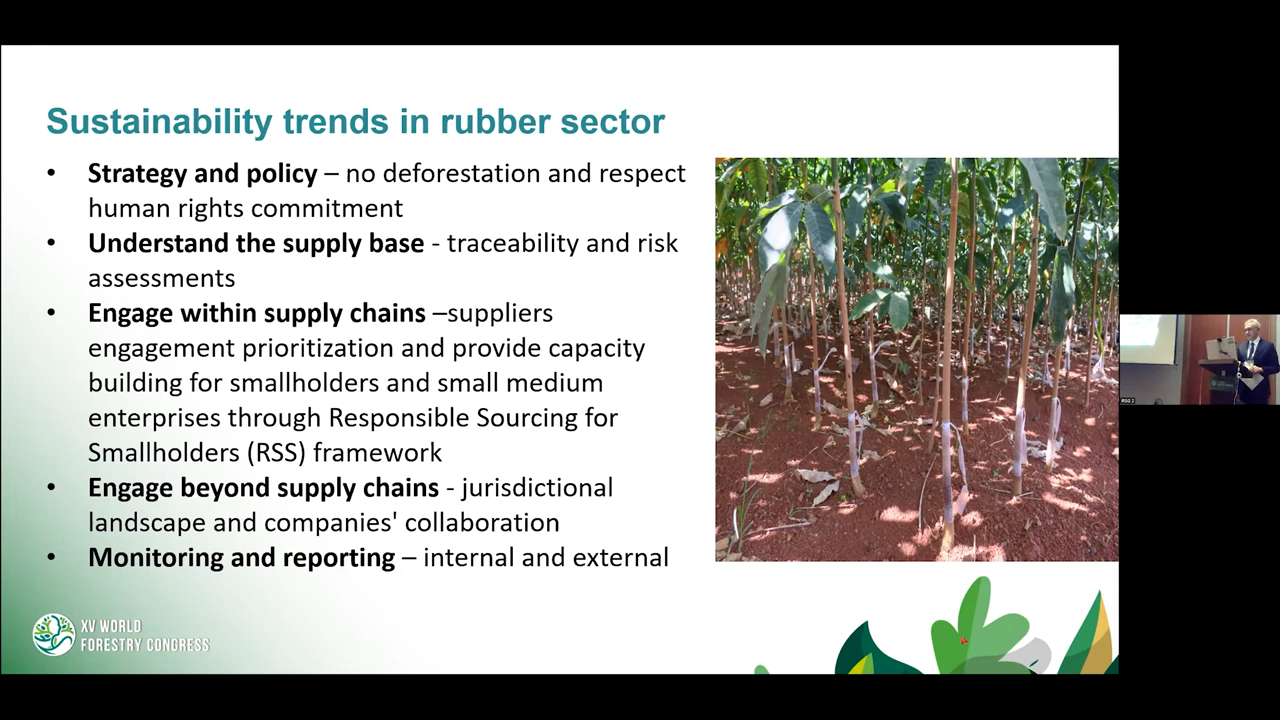 Sustainability trends in rubber sector
• Strategy and policy – no deforestation and respect
human rights commitment
• Understand the supply base - traceability and risk
assessments
• Engage within supply chains –suppliers
engagement prioritization and provide capacity
building for smallholders and small medium
enterprises through Responsible Sourcing for
Smallholders (RSS) framework
• Engage beyond supply chains - jurisdictional
landscape and companies' collaboration
• Monitoring and reporting – internal and external
XV WORLD
FORESTRY CONGRESS